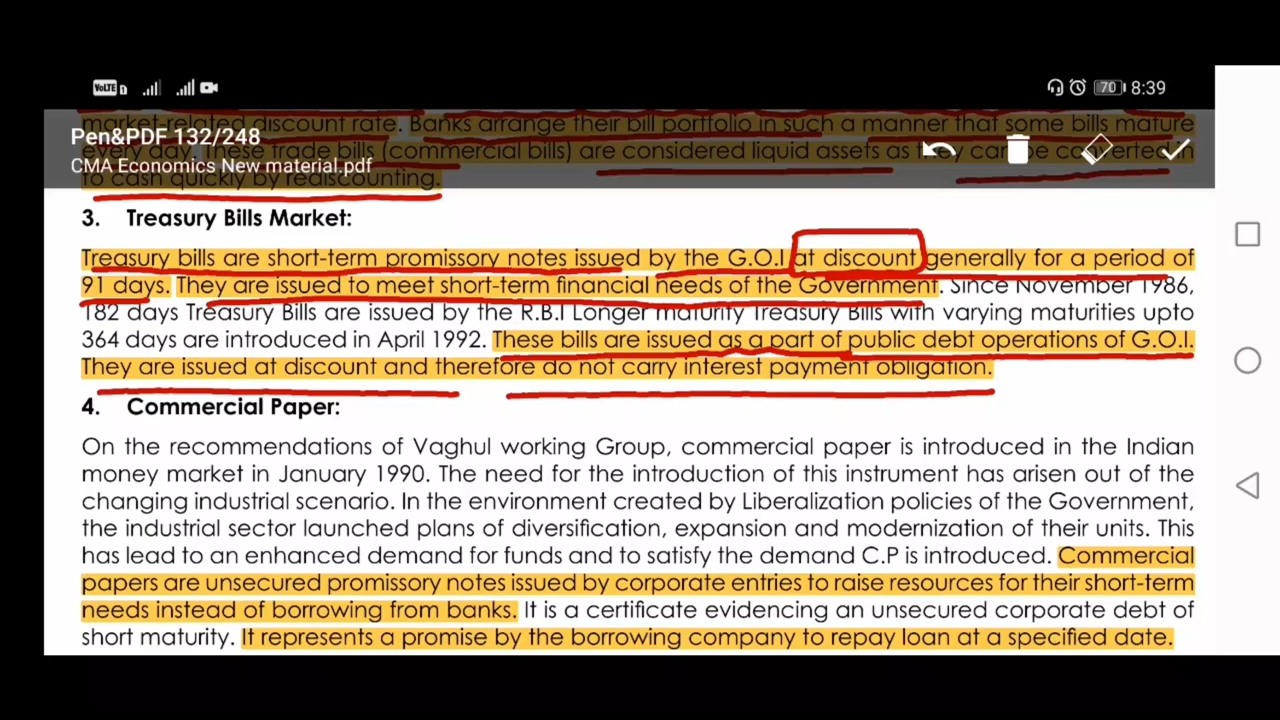 VoLTE 1 70 8:39
market-related discount rate. Banks arrange their bill portfolio in such a manner that some bills mature
Pen&PDF 132/248
every day. These trade bills (commercial bills) are considered liquid assets as they can be converted in
CMA Economics New material.pdf
to cash quickly by rediscounting.
3. Treasury Bills Market:
Treasury bills are short-term promissory notes issued by the G.O.I at discount generally for a period of
91 days. They are issued to meet short-term financial needs of the Government. Since November 1986,
182 days Treasury Bills are issued by the R.B.I Longer maturity Treasury Bills with varying maturities upto
364 days are introduced in April 1992. These bills are issued as a part of public debt operations of G.O.I.
They are issued at discount and therefore do not carry interest payment obligation.
4. Commercial Paper:
On the recommendations of Vaghul working Group, commercial paper is introduced in the Indian
money market in January 1990. The need for the introduction of this instrument has arisen out of the
changing industrial scenario. In the environment created by Liberalization policies of the Government,
the industrial sector launched plans of diversification, expansion and modernization of their units. This
has lead to an enhanced demand for funds and to satisfy the demand C.P is introduced. Commercial
papers are unsecured promissory notes issued by corporate entries to raise resources for their short-term
needs instead of borrowing from banks. It is a certificate evidencing an unsecured corporate debt of
short maturity. It represents a promise by the borrowing company to repay loan at a specified date.